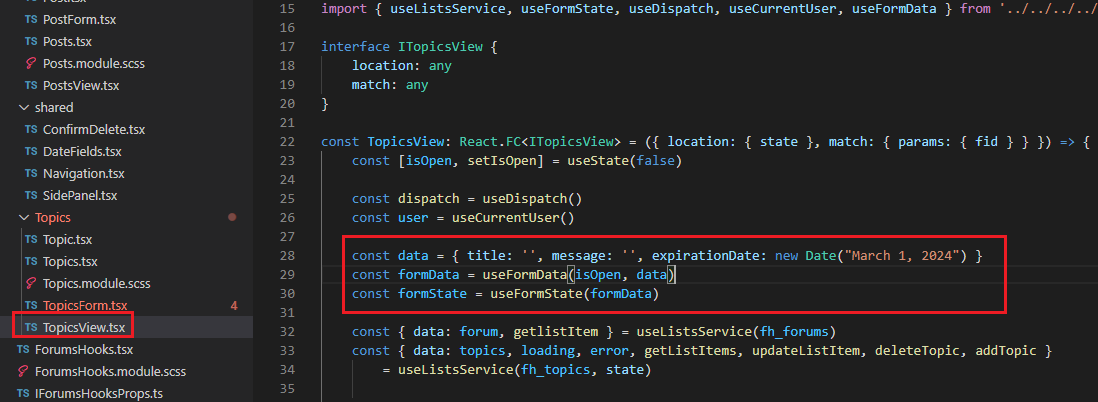 TS PostForm.tsx
TS Posts.tsx
Posts.module.scss
TS PostsView.tsx
shared
TS ConfirmDelete.tsx
TS DateFields.tsx
TS Navigation.tsx
TS SidePanel.tsx
Topics
TS Topic.tsx
TS Topics.tsx
Topics.module.scss
TS TopicsForm.tsx 4
TS TopicsView.tsx
TS ForumsHooks.tsx
ForumsHooks.module.scss
TS IForumsHooksProps.ts
15 import { useListsService, useFormState, useDispatch, useCurrentUser, useFormData } from '../../../../
16
17 interface ITopicsView {
18 location: any
19 match: any
20 }
21
22 const TopicsView: React.FC<ITopicsView> = ({ location: { state }, match: { params: { fid } } }) => {
23 const [isOpen, setIsOpen] = useState(false)
24
25 const dispatch = useDispatch()
26 const user = useCurrentUser()
27
28 const data = { title: '', message: '', expirationDate: new Date("March 1, 2024") }
29 const formData = useFormData(isOpen, data)
30 const formState = useFormState(formData)
31
32 const { data: forum, getlistItem } = useListsService(fh_forums)
33 const { data: topics, loading, error, getListItems, updateListItem, deleteTopic, addTopic }
34 = useListsService(fh_topics, state)
35